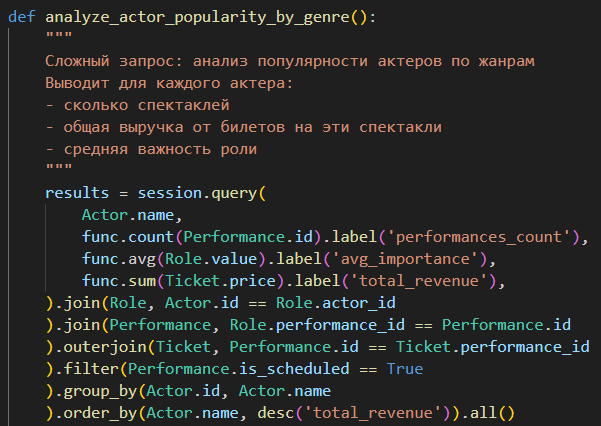 def analyze_actor_popularity_by_genre():
    """
    Сложный запрос: анализ популярности актеров по жанрам
    Выводит для каждого актера:
    - сколько спектаклей
    - общая выручка от билетов на эти спектакли
    - средняя важность роли
    """
    results = session.query(
        Actor.name,
        func.count(Performance.id).label('performances_count'),
        func.avg(Role.value).label('avg_importance'),
        func.sum(Ticket.price).label('total_revenue'),
    ).join(Role, Actor.id == Role.actor_id
    ).join(Performance, Role.performance_id == Performance.id
    ).outerjoin(Ticket, Performance.id == Ticket.performance_id
    ).filter(Performance.is_scheduled == True
    ).group_by(Actor.id, Actor.name
    ).order_by(Actor.name, desc('total_revenue')).all()